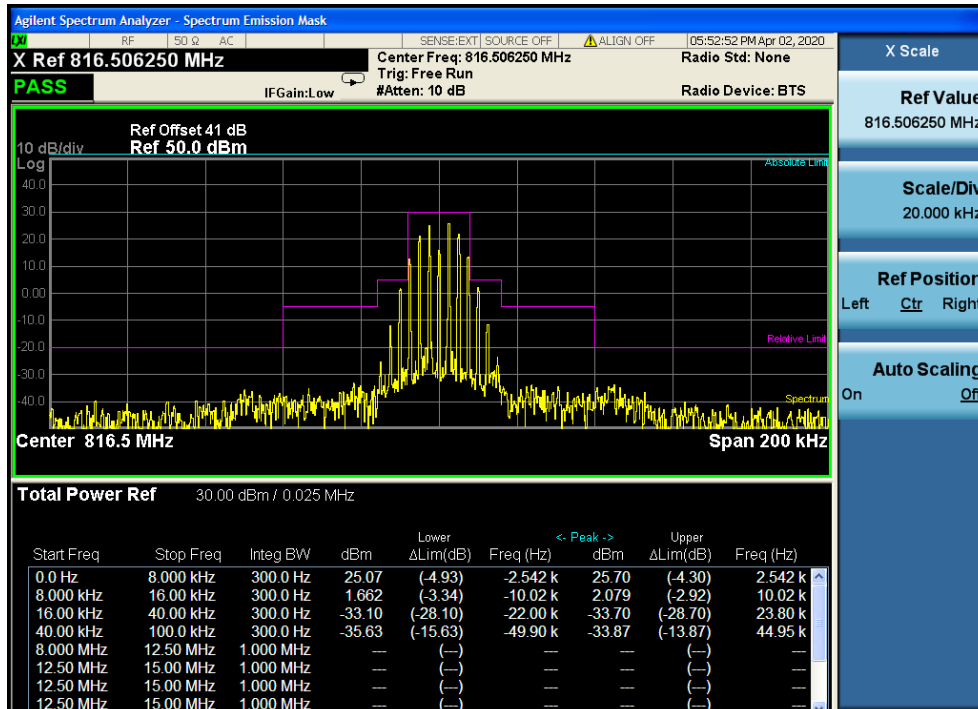 Agilent Spectrum Analyzer - Spectrum Emission Mask
LXI RF 50 Ω AC SENSE:EXT SOURCE OFF ALIGN OFF 05:52:52 PM Apr 02, 2020
X Ref 816.506250 MHz Center Freq: 816.506250 MHz Radio Std: None
Trig: Free Run
PASS IFGain:Low #Atten: 10 dB Radio Device: BTS
Ref Offset 41 dB
10 dB/div Ref 50.0 dBm
Log Absolute Limit
40.0
30.0
20.0
10.0
0.00
-10.0
-20.0 Relative Limit
-30.0
-40.0 Spectrum
Center 816.5 MHz Span 200 kHz
Total Power Ref 30.00 dBm / 0.025 MHz
Lower <- Peak -> Upper
Start Freq Stop Freq Integ BW dBm ΔLim(dB) Freq (Hz) dBm ΔLim(dB) Freq (Hz)
0.0 Hz 8.000 kHz 300.0 Hz 25.07 (-4.93) -2.542 k 25.70 (-4.30) 2.542 k
8.000 kHz 16.00 kHz 300.0 Hz 1.662 (-3.34) -10.02 k 2.079 (-2.92) 10.02 k
16.00 kHz 40.00 kHz 300.0 Hz -33.10 (-28.10) -22.00 k -33.70 (-28.70) 23.80 k
40.00 kHz 100.0 kHz 300.0 Hz -35.63 (-15.63) -49.90 k -33.87 (-13.87) 44.95 k
8.000 MHz 12.50 MHz 1.000 MHz --- (---) --- --- (---) ---
12.50 MHz 15.00 MHz 1.000 MHz --- (---) --- --- (---) ---
12.50 MHz 15.00 MHz 1.000 MHz --- (---) --- --- (---) ---
12.50 MHz 15.00 MHz 1.000 MHz --- (---) --- --- (---) ---
X Scale
Ref Value
816.506250 MHz
Scale/Div
20.000 kHz
Ref Position
Left Ctr Right
Auto Scaling
On Off